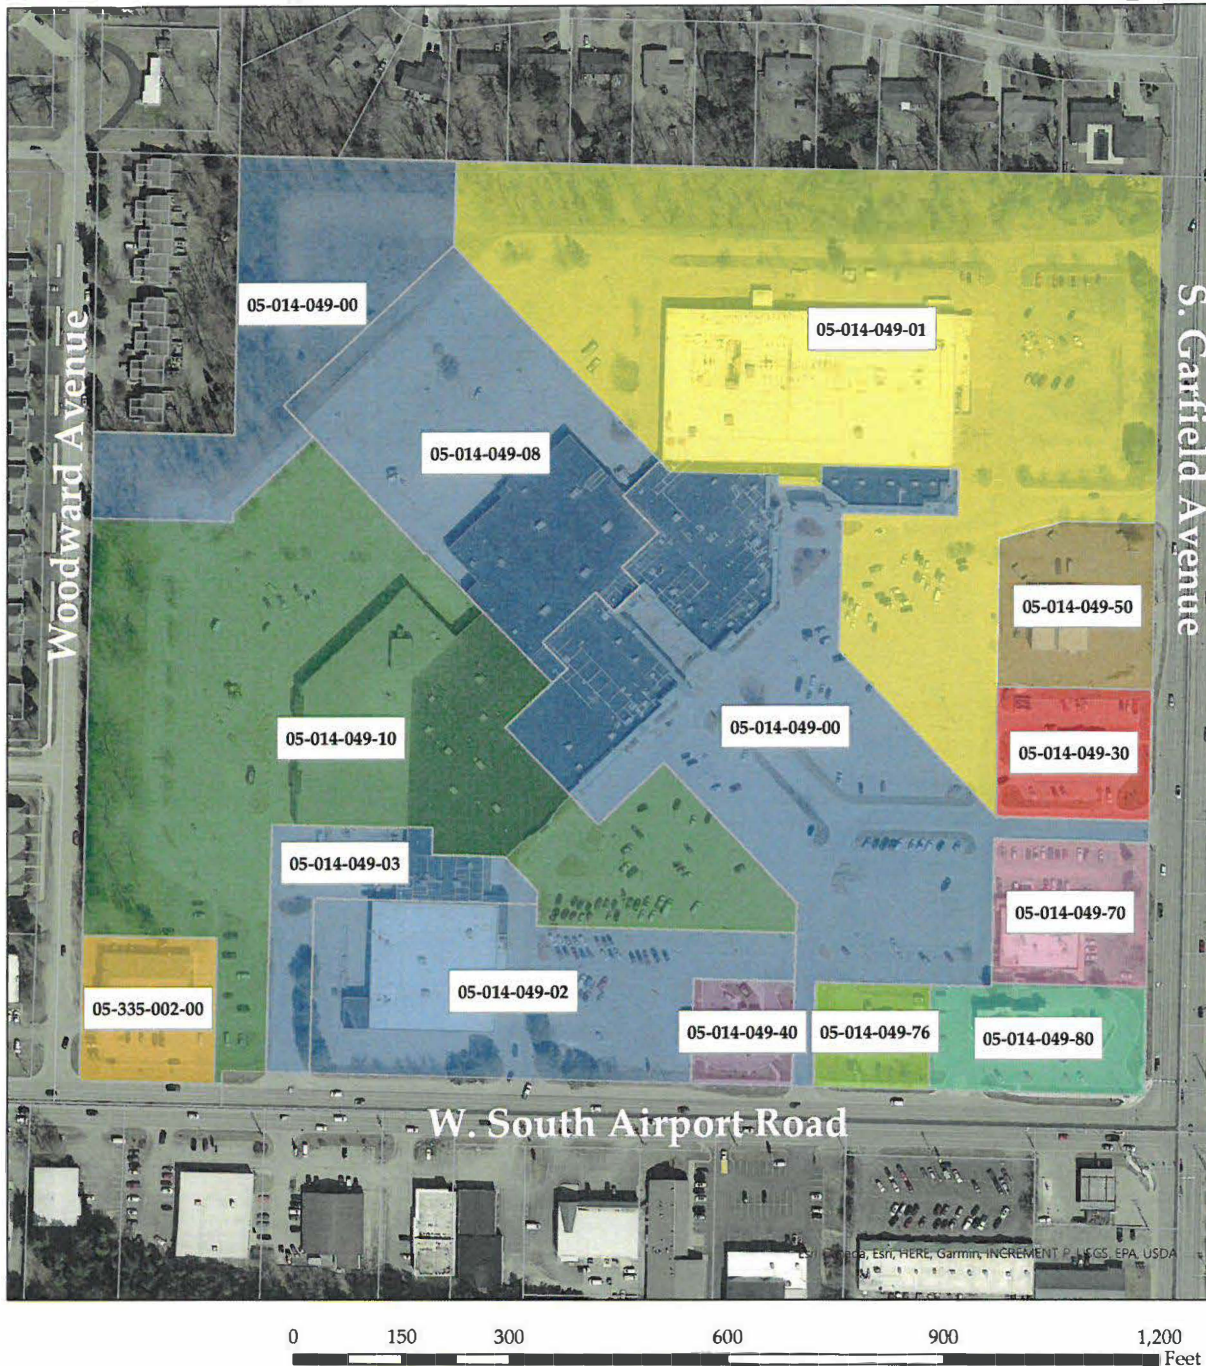 05-014-049-00
05-014-049-01
S. Garfield Avenue
Woodward Avenue
05-014-049-08
05-014-049-50
05-014-049-10
05-014-049-00
05-014-049-30
05-014-049-03
05-014-049-70
05-014-049-02
05-335-002-00
05-014-049-40
05-014-049-76
05-014-049-80
W. South Airport Road
Esri Esri, HERE, Garmin, INCREMENT P, USGS, EPA, USDA
0 150 300 600 900 1,200
Feet